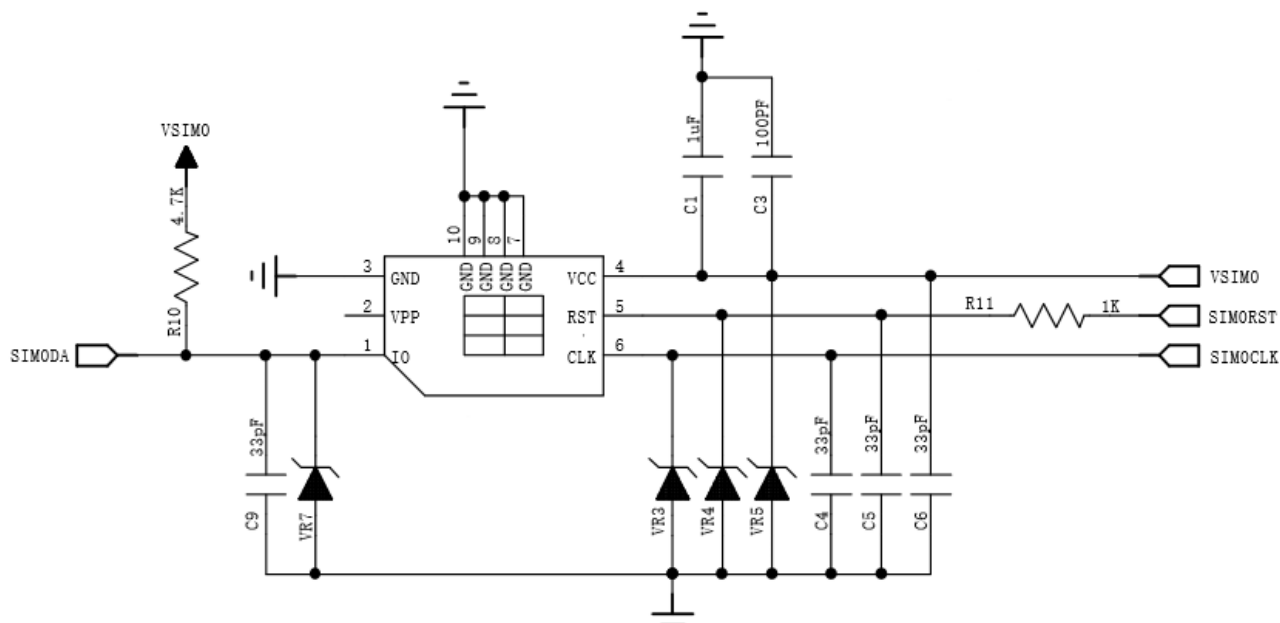 VSIMO
4.7K
R10
SIMODA
1uF
100PF
C1
C3
10
9
8
7
GND
GND
GND
GND
3
GND
2
VPP
1
IO
VCC
4
RST
5
CLK
6
VSIMO
R11
1K
SIMORST
SIMOCLK
33pF
C9
VR7
VR3
VR4
VR5
33pF
C4
33pF
C5
33pF
C6